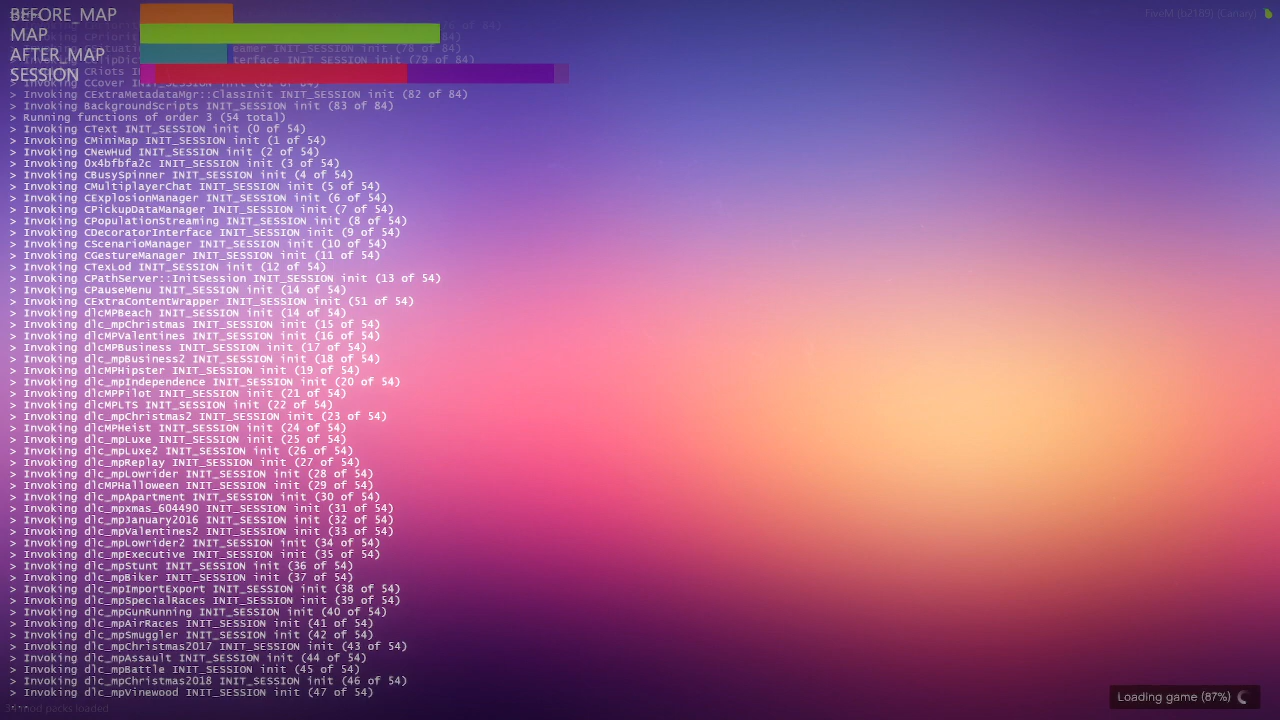 BEFORE_MAP
FiveM (b2189) (Canary)
MAP
AFTER_MAP
SESSION
> Invoking CExtraMetadataMgr::ClassInit INIT_SESSION init (82 of 84)
> Invoking BackgroundScripts INIT_SESSION init (83 of 84)
> Running functions of order 3 (54 total)
> Invoking CText INIT_SESSION init (0 of 54)
> Invoking CMiniMap INIT_SESSION init (1 of 54)
> Invoking CNewHud INIT_SESSION init (2 of 54)
> Invoking 0x4bfbfa2c INIT_SESSION init (3 of 54)
> Invoking CBusySpinner INIT_SESSION init (4 of 54)
> Invoking CMultiplayerChat INIT_SESSION init (5 of 54)
> Invoking CExplosionManager INIT_SESSION init (6 of 54)
> Invoking CPickupDataManager INIT_SESSION init (7 of 54)
> Invoking CPopulationStreaming INIT_SESSION init (8 of 54)
> Invoking CDecoratorInterface INIT_SESSION init (9 of 54)
> Invoking CScenarioManager INIT_SESSION init (10 of 54)
> Invoking CGestureManager INIT_SESSION init (11 of 54)
> Invoking CTexLod INIT_SESSION init (12 of 54)
> Invoking CPathServer::InitSession INIT_SESSION init (13 of 54)
> Invoking CPauseMenu INIT_SESSION init (14 of 54)
> Invoking CExtraContentWrapper INIT_SESSION init (51 of 54)
> Invoking dlcMPBeach INIT_SESSION init (14 of 54)
> Invoking dlc_mpChristmas INIT_SESSION init (15 of 54)
> Invoking dlcMPValentines INIT_SESSION init (16 of 54)
> Invoking dlcMPBusiness INIT_SESSION init (17 of 54)
> Invoking dlc_mpBusiness2 INIT_SESSION init (18 of 54)
> Invoking dlcMPHipster INIT_SESSION init (19 of 54)
> Invoking dlc_mpIndependence INIT_SESSION init (20 of 54)
> Invoking dlcMPPilot INIT_SESSION init (21 of 54)
> Invoking dlcMPLTS INIT_SESSION init (22 of 54)
> Invoking dlc_mpChristmas2 INIT_SESSION init (23 of 54)
> Invoking dlcMPHeist INIT_SESSION init (24 of 54)
> Invoking dlc_mpLuxe INIT_SESSION init (25 of 54)
> Invoking dlc_mpLuxe2 INIT_SESSION init (26 of 54)
> Invoking dlc_mpReplay INIT_SESSION init (27 of 54)
> Invoking dlc_mpLowrider INIT_SESSION init (28 of 54)
> Invoking dlcMPHalloween INIT_SESSION init (29 of 54)
> Invoking dlc_mpApartment INIT_SESSION init (30 of 54)
> Invoking dlc_mpxmas_604490 INIT_SESSION init (31 of 54)
> Invoking dlc_mpJanuary2016 INIT_SESSION init (32 of 54)
> Invoking dlc_mpValentines2 INIT_SESSION init (33 of 54)
> Invoking dlc_mpLowrider2 INIT_SESSION init (34 of 54)
> Invoking dlc_mpExecutive INIT_SESSION init (35 of 54)
> Invoking dlc_mpStunt INIT_SESSION init (36 of 54)
> Invoking dlc_mpBiker INIT_SESSION init (37 of 54)
> Invoking dlc_mpImportExport INIT_SESSION init (38 of 54)
> Invoking dlc_mpSpecialRaces INIT_SESSION init (39 of 54)
> Invoking dlc_mpGunRunning INIT_SESSION init (40 of 54)
> Invoking dlc_mpAirRaces INIT_SESSION init (41 of 54)
> Invoking dlc_mpSmuggler INIT_SESSION init (42 of 54)
> Invoking dlc_mpChristmas2017 INIT_SESSION init (43 of 54)
> Invoking dlc_mpAssault INIT_SESSION init (44 of 54)
> Invoking dlc_mpBattle INIT_SESSION init (45 of 54)
> Invoking dlc_mpChristmas2018 INIT_SESSION init (46 of 54)
> Invoking dlc_mpVinewood INIT_SESSION init (47 of 54)
mod packs loaded
Loading game (87%)